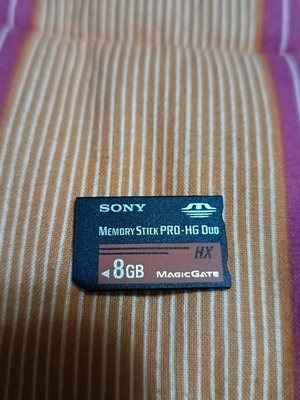 SONY
MEMORY STICK PRO-HG DUO
HX
8GB
MAGICGATE